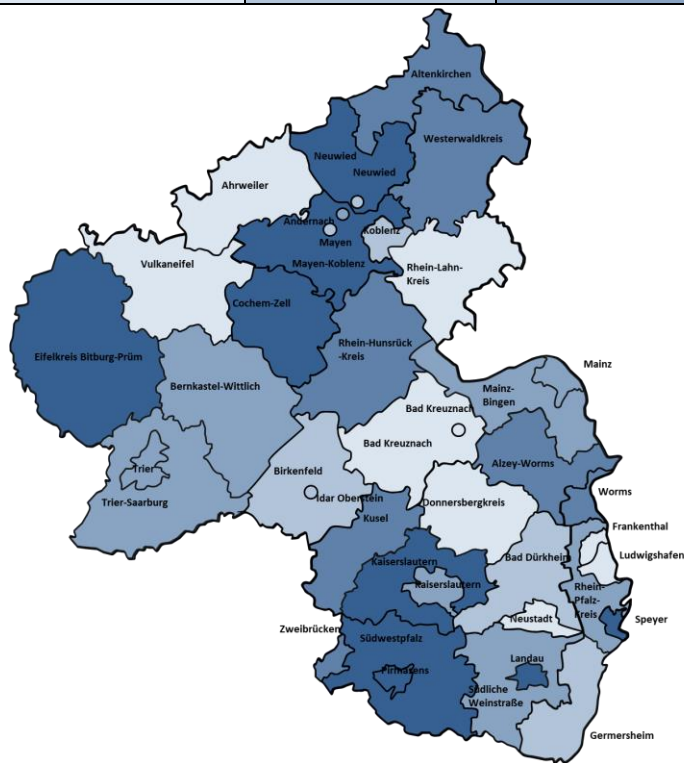 Altenkirchen
Westerwaldkreis
Neuwied
Neuwied
Ahrweiler
Andernach
Koblenz
Mayen
Mayen-Koblenz
Vulkaneifel
Rhein-Lahn-
Kreis
Cochem-Zell
Eifelkreis Bitburg-Prüm
Rhein-Hunsrück
-Kreis
Mainz
Bernkastel-Wittlich
Mainz-
Bingen
Bad Kreuznach
Bad Kreuznach
Alzey-Worms
Trier
Birkenfeld
Worms
Trier-Saarburg
Idar Oberstein
Donnersbergkreis
Kusel
Frankenthal
Ludwigshafen
Kaiserslautern
Bad Dürkheim
Kaiserslautern
Rhein-
Pfalz-
Kreis
Neustadt
Speyer
Zweibrücken
Südwestpfalz
Landau
Pirmasens
Südliche
Weinstraße
Germersheim